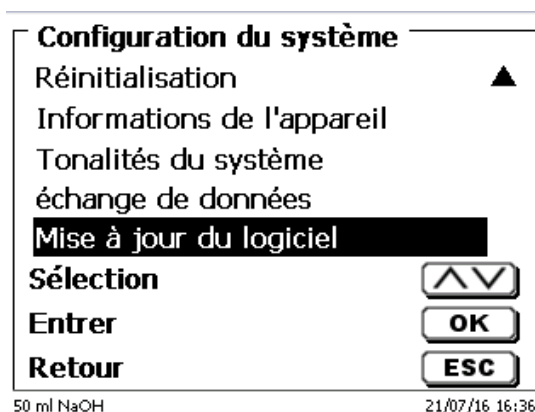 Configuration du système
Réinitialisation
Informations de l'appareil
Tonalités du système
échange de données
Mise à jour du logiciel
Sélection
Entrer OK
Retour ESC
50 ml NaOH 21/07/16 16:36